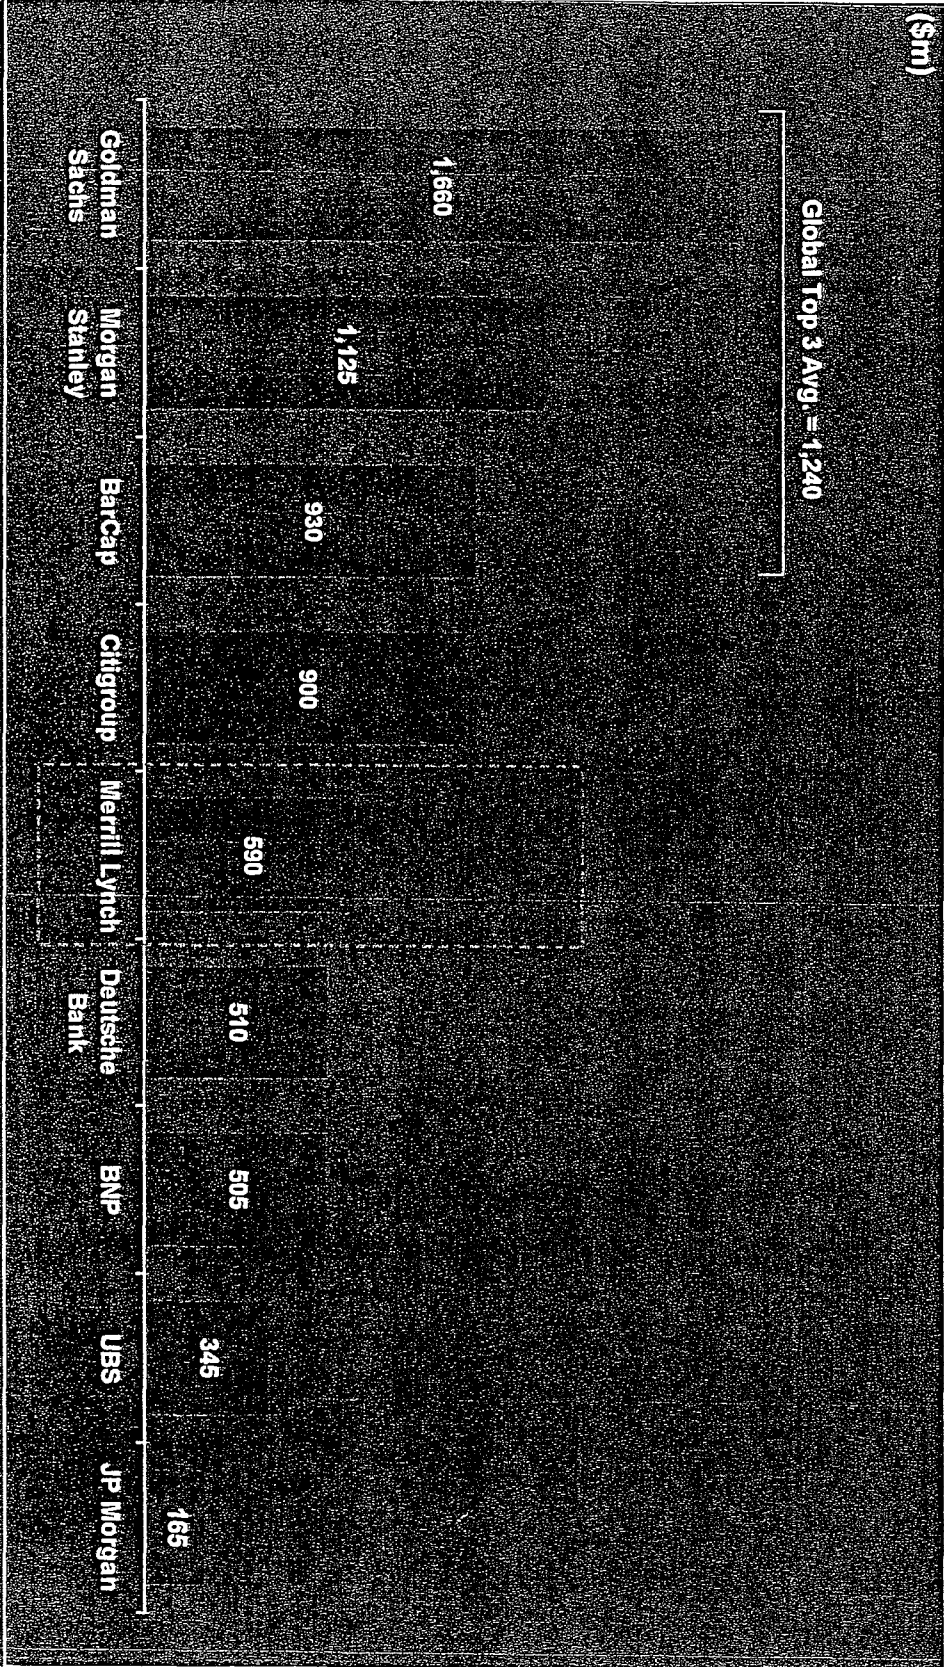 ($m)
Global Top 3 Avg. = 1,240
1,660
1,125
930
900
590
510
505
345
165
Goldman
Sachs
Morgan
Stanley
BarCap
Citigroup
Merrill Lynch
Deutsche
Bank
BNP
UBS
JP Morgan